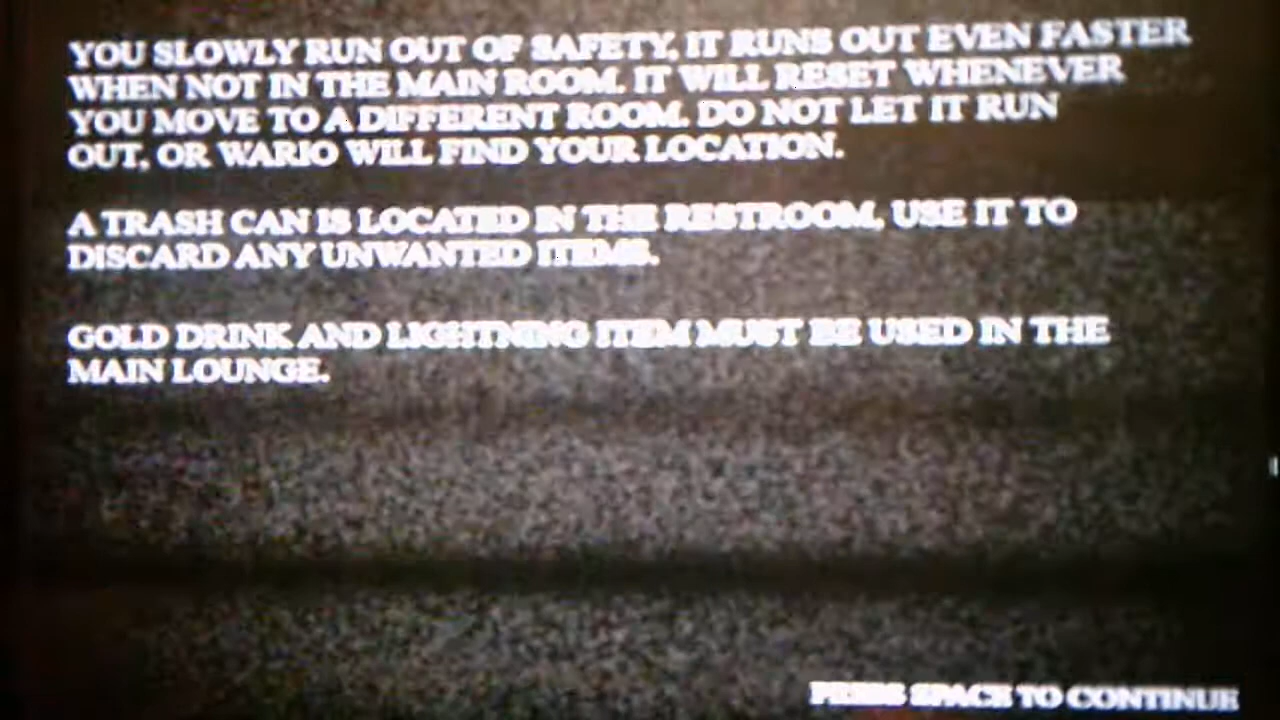 YOU SLOWLY RUN OUT OF SAFETY. IT RUNS OUT EVEN FASTER
WHEN NOT IN THE MAIN ROOM. IT WILL RESET WHENEVER
YOU MOVE TO A DIFFERENT ROOM. DO NOT LET IT RUN
OUT, OR WARIO WILL FIND YOUR LOCATION.
A TRASH CAN IS LOCATED IN THE RESTROOM, USE IT TO
DISCARD ANY UNWANTED ITEMS.
GOLD DRINK AND LIGHTNING ITEM MUST BE USED IN THE
MAIN LOUNGE.
PRESS SPACE TO CONTINUE